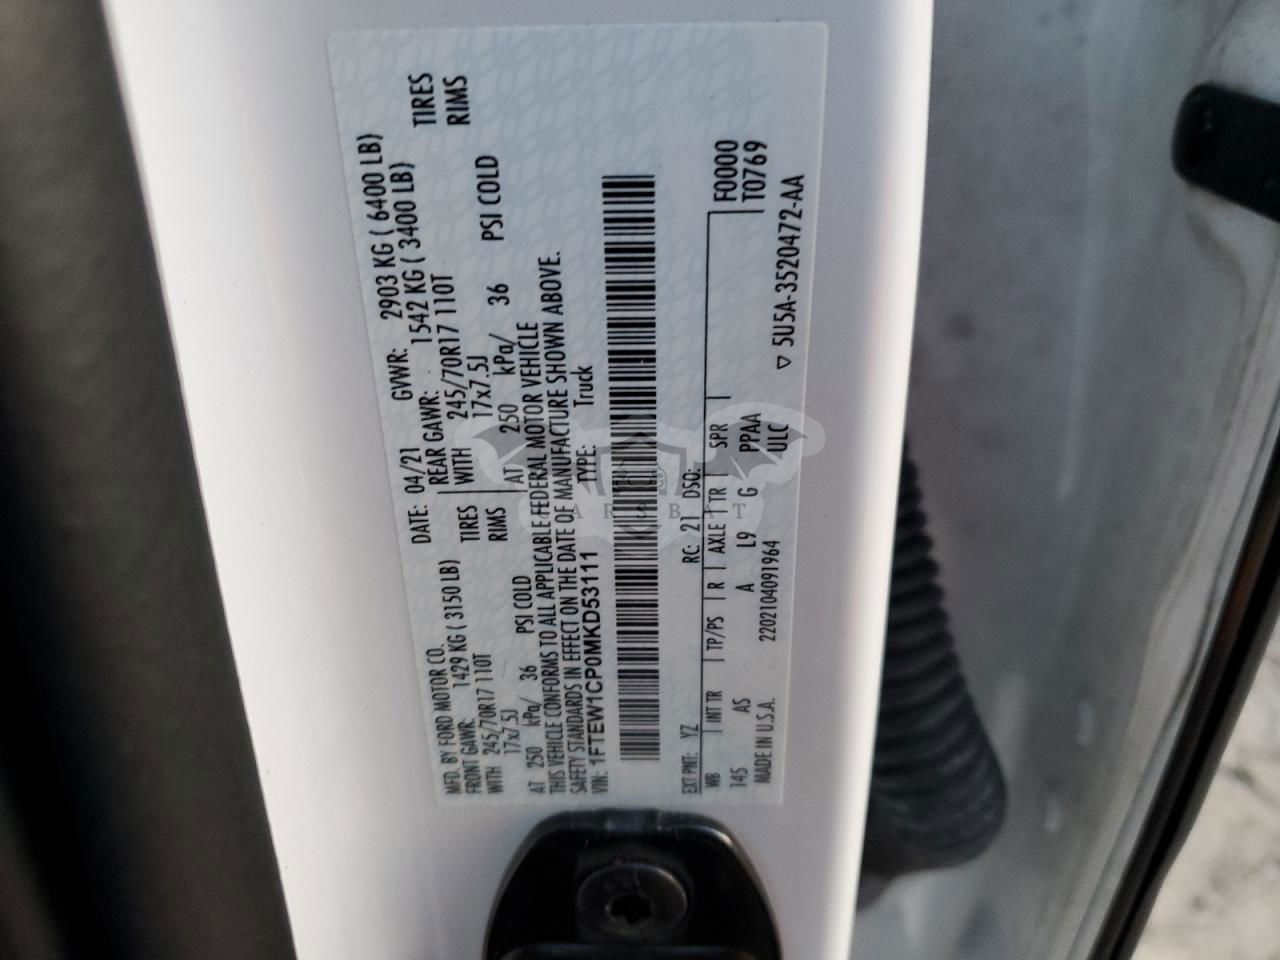 MFD. BY FORD MOTOR CO. DATE: 04/21 GVWR: 2903 KG ( 6400 LB)
FRONT GAWR: 1429 KG ( 3150 LB) REAR GAWR: 1542 KG ( 3400 LB)
WITH 245/70R17 110T TIRES WITH 245/70R17 110T TIRES
17x7.5J RIMS 17x7.5J RIMS
AT 250 kPa/ 36 PSI COLD AT 250 kPa/ 36 PSI COLD
THIS VEHICLE CONFORMS TO ALL APPLICABLE FEDERAL MOTOR VEHICLE
SAFETY STANDARDS IN EFFECT ON THE DATE OF MANUFACTURE SHOWN ABOVE.
VIN: 1FTEW1CP0MKD53111 TYPE: Truck
EXT PNT: YZ RC: 21 DSO: F0000
WB INT TR TP/PS R AXLE TR SPR T0769
145 AS A L9 G PPAA
MADE IN U.S.A. 2202104091964 ULC ▽ 5U5A-3520472-AA
CARSBAT